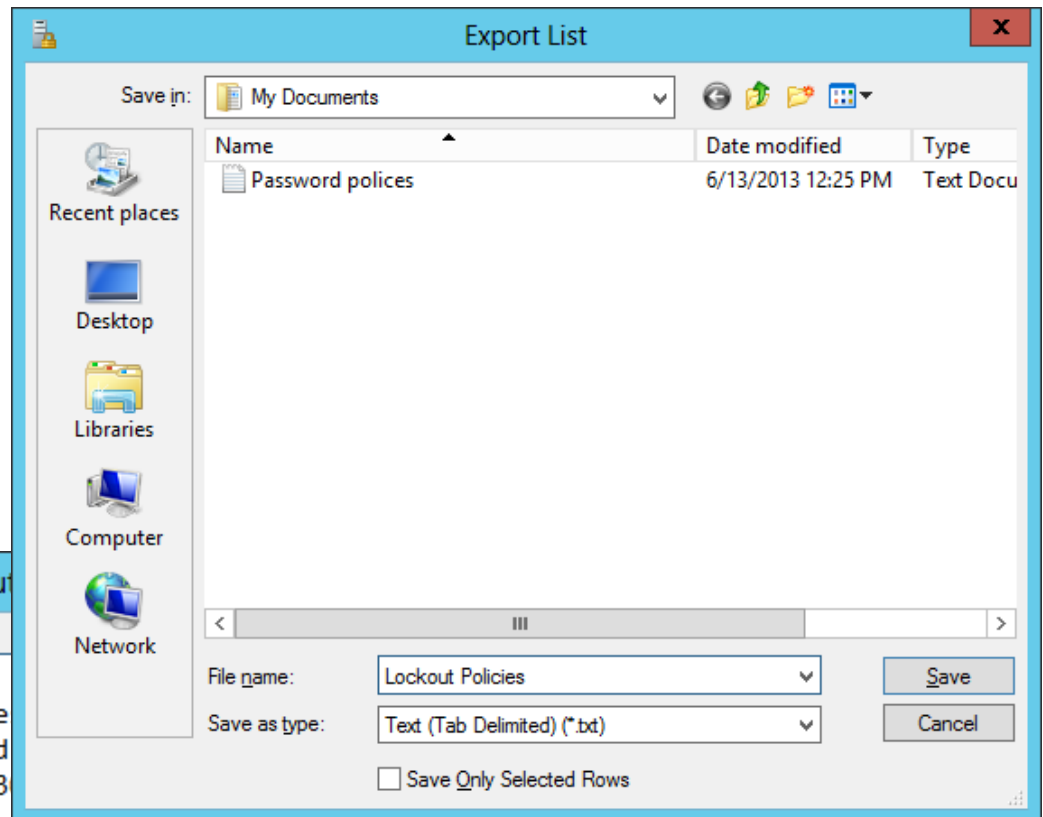 Export List
x
Save in:
My Documents
Name
Date modified
Type
Password polices
6/13/2013 12:25 PM
Text Docu
Recent places
Desktop
Libraries
Computer
Network
File name:
Lockout Policies
Save
Save as type:
Text (Tab Delimited) (*.txt)
Cancel
Save Only Selected Rows